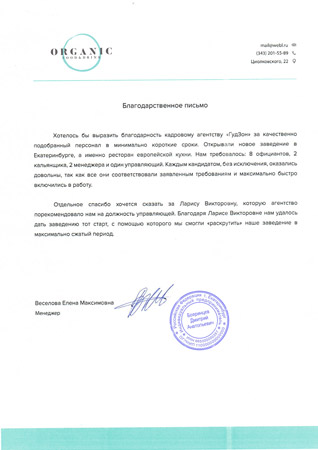 ORGANIC
FOOD&DRINK
mail@webl.ru
(343) 201-53-89
Циолковского, 22
Благодарственное письмо
Хотелось бы выразить благодарность кадровому агентству «ГудЗон» за качественно
подобранный персонал в минимально короткие сроки. Открывали новое заведение в
Екатеринбурге, а именно ресторан европейской кухни. Нам требовалось: 8 официантов, 2
кальянщика, 2 менеджера и один управляющий. Каждым кандидатом, без исключения, оказались
довольны, так как все они соответствовали заявленным требованиям и максимально быстро
включились в работу.
Отдельное спасибо хочется сказать за Ларису Викторовну, которую агентство
порекомендовало нам на должность управляющей. Благодаря Ларисе Викторовне нам удалось
дать заведению тот старт, с помощью которого мы смогли «раскрутить» наше заведение в
максимально сжатый период.
Веселова Елена Максимовна
Менеджер
Дмитрий
Анатольевич